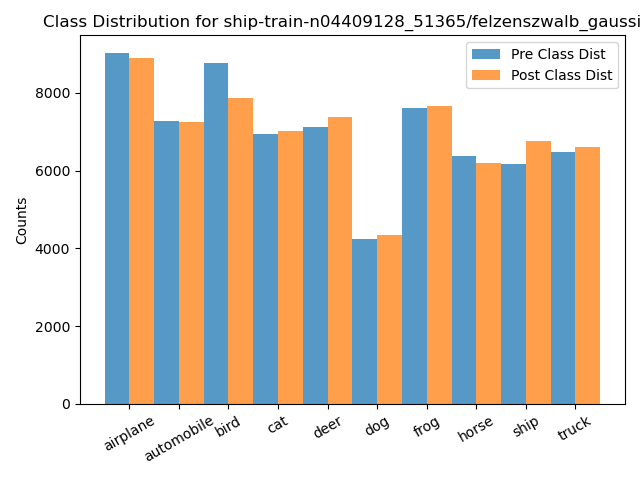 Class Distribution for ship-train-n04409128_51365/felzenszwalb_gaussi
Pre Class Dist
Post Class Dist
Counts
8000
6000
4000
2000
0
airplane
automobile
bird
cat
deer
dog
frog
horse
ship
truck